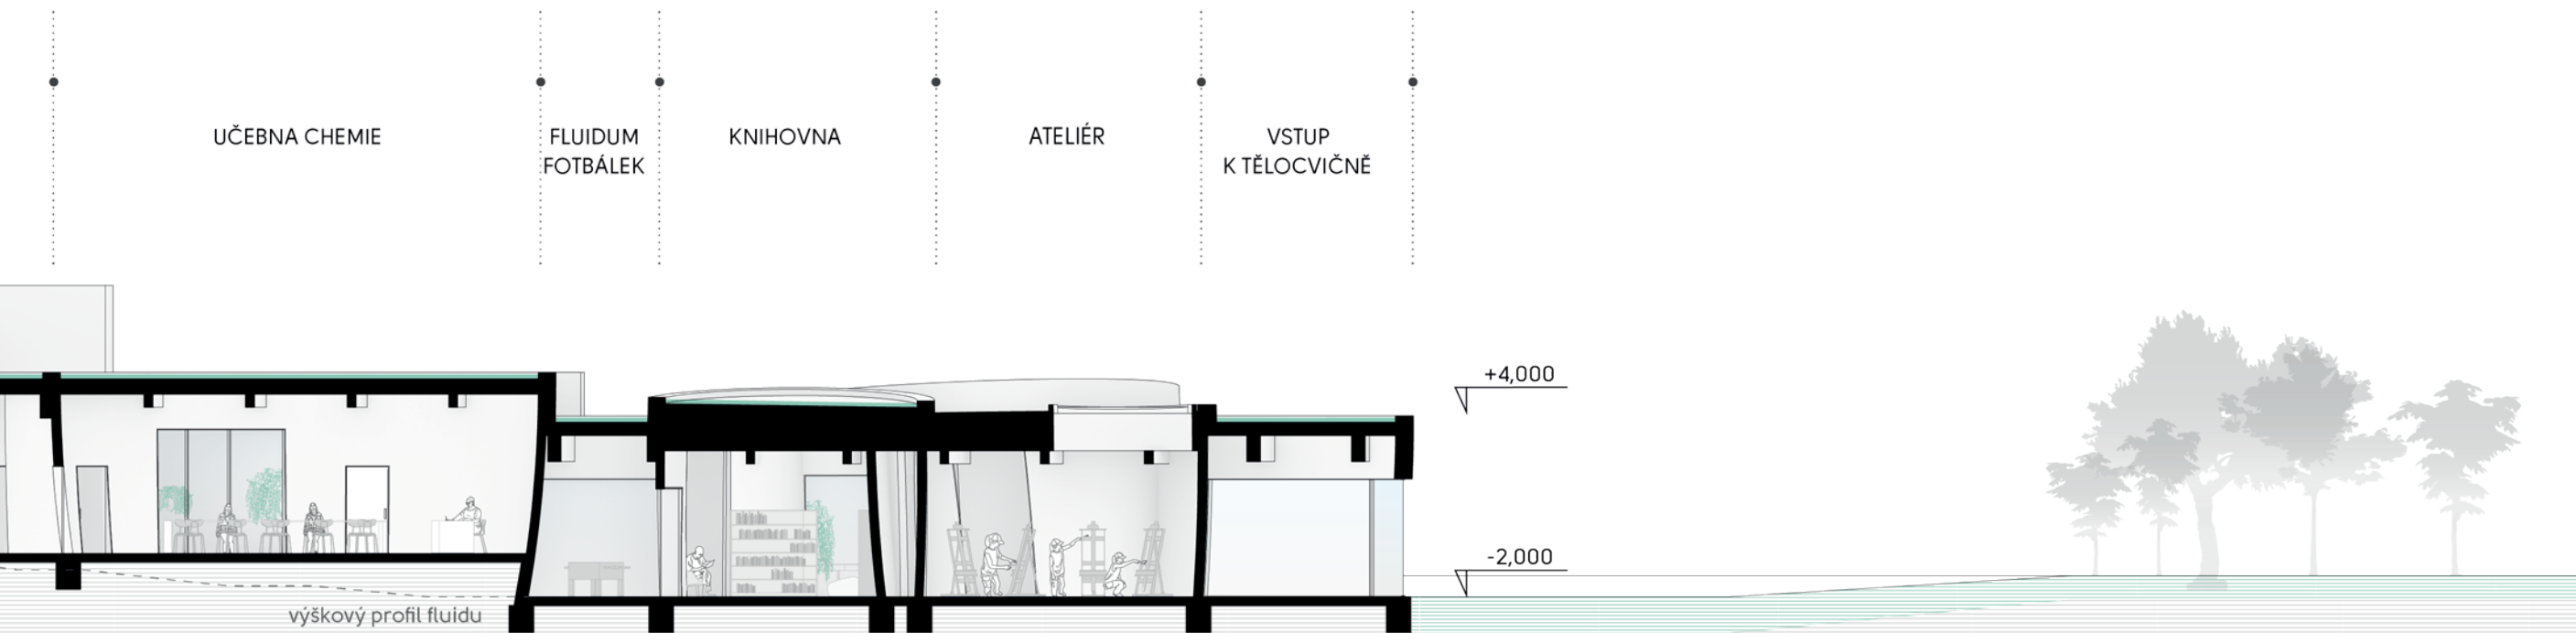 UČEBNA CHEMIE
FLUIDUM
FOTBÁLEK
KNIHOVNA
ATELIÉR
VSTUP
K TĚLOCVIČNĚ
+4,000
-2,000
výškový profil fluidu